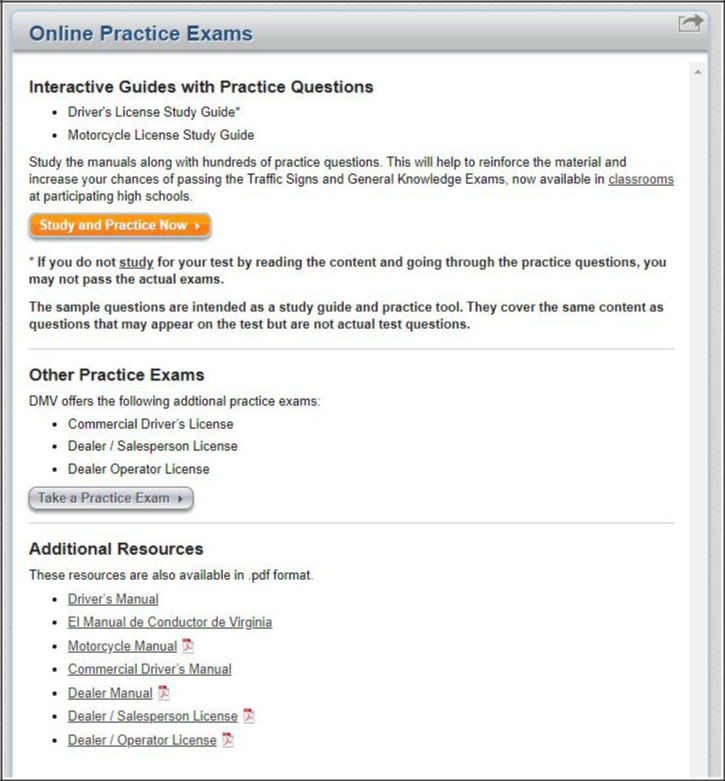 Online Practice Exams
Interactive Guides with Practice Questions
• Driver's License Study Guide*
• Motorcycle License Study Guide
Study the manuals along with hundreds of practice questions. This will help to reinforce the material and
increase your chances of passing the Traffic Signs and General Knowledge Exams, now available in classrooms
at participating high schools.
Study and Practice Now
* If you do not study for your test by reading the content and going through the practice questions, you
may not pass the actual exams.
The sample questions are intended as a study guide and practice tool. They cover the same content as
questions that may appear on the test but are not actual test questions.
Other Practice Exams
DMV offers the following addtional practice exams:
• Commercial Driver's License
• Dealer / Salesperson License
• Dealer Operator License
Take a Practice Exam
Additional Resources
These resources are also available in .pdf format.
• Driver's Manual
• El Manual de Conductor de Virginia
• Motorcycle Manual
• Commercial Driver's Manual
• Dealer Manual
• Dealer / Salesperson License
• Dealer / Operator License